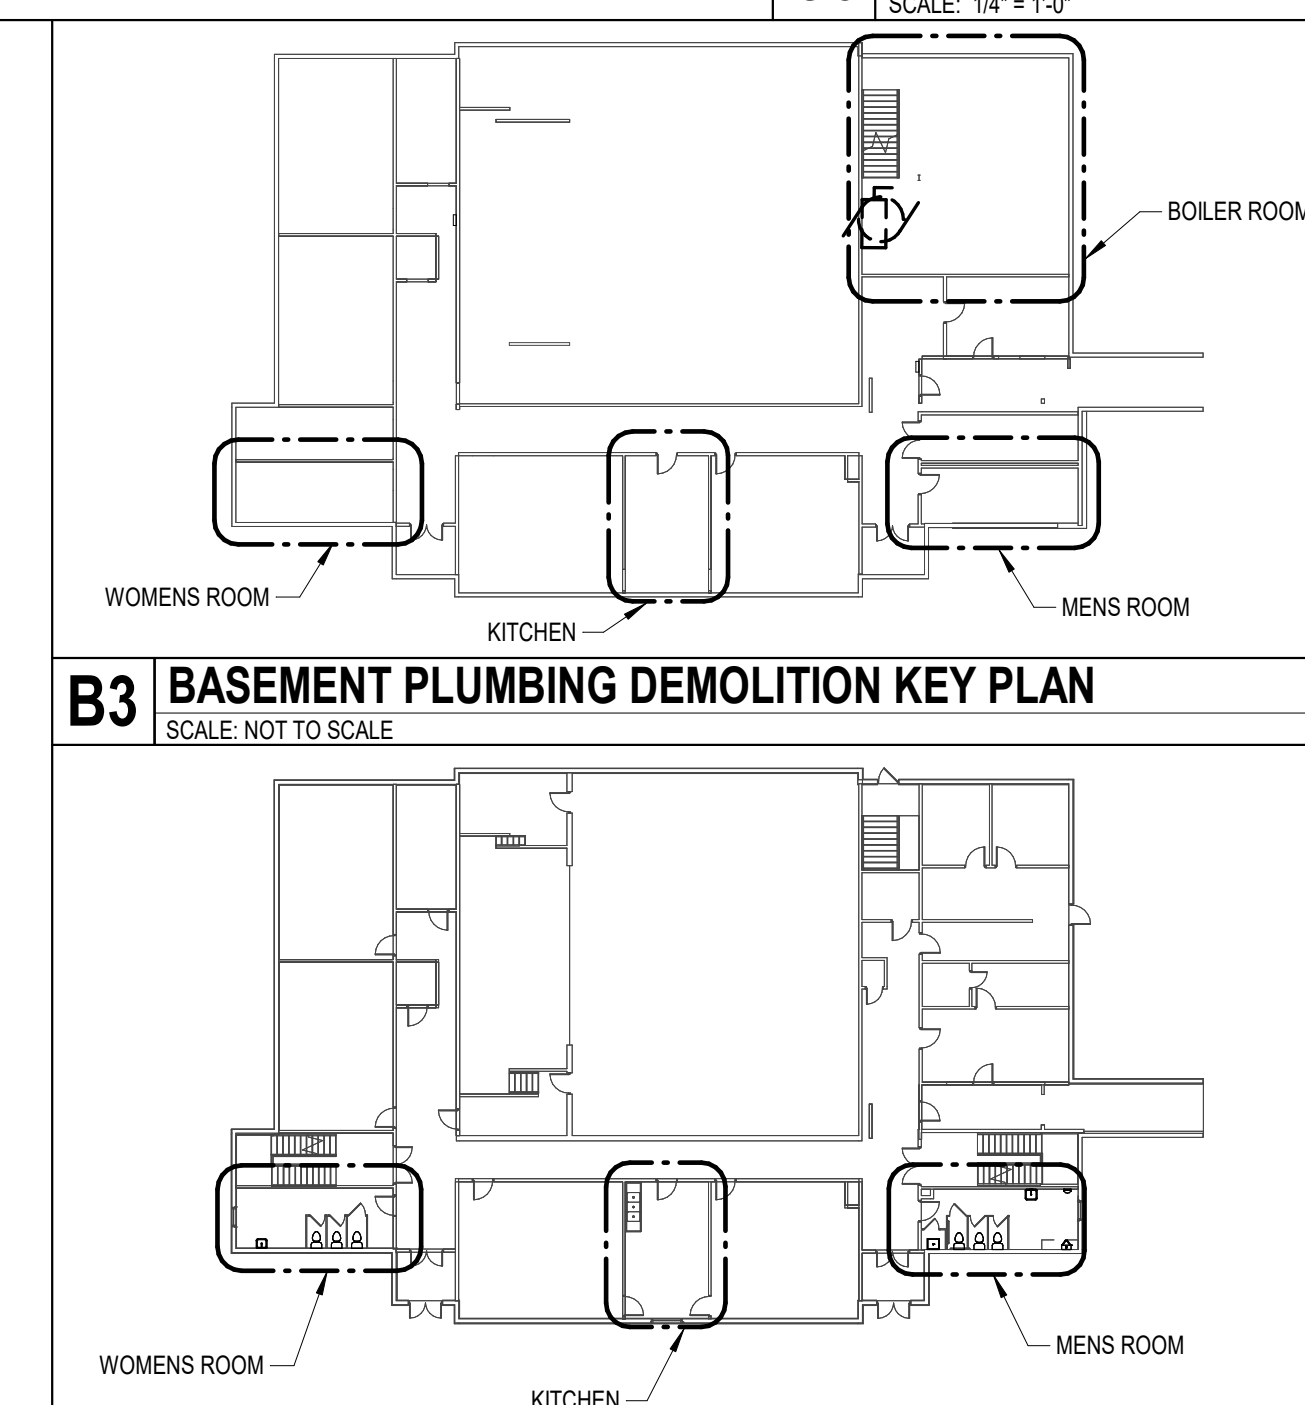 SCALE: 1/4" = 1'-0"
BOILER ROOM
WOMENS ROOM
KITCHEN
MENS ROOM
B3
BASEMENT PLUMBING DEMOLITION KEY PLAN
SCALE: NOT TO SCALE
WOMENS ROOM
KITCHEN
MENS ROOM